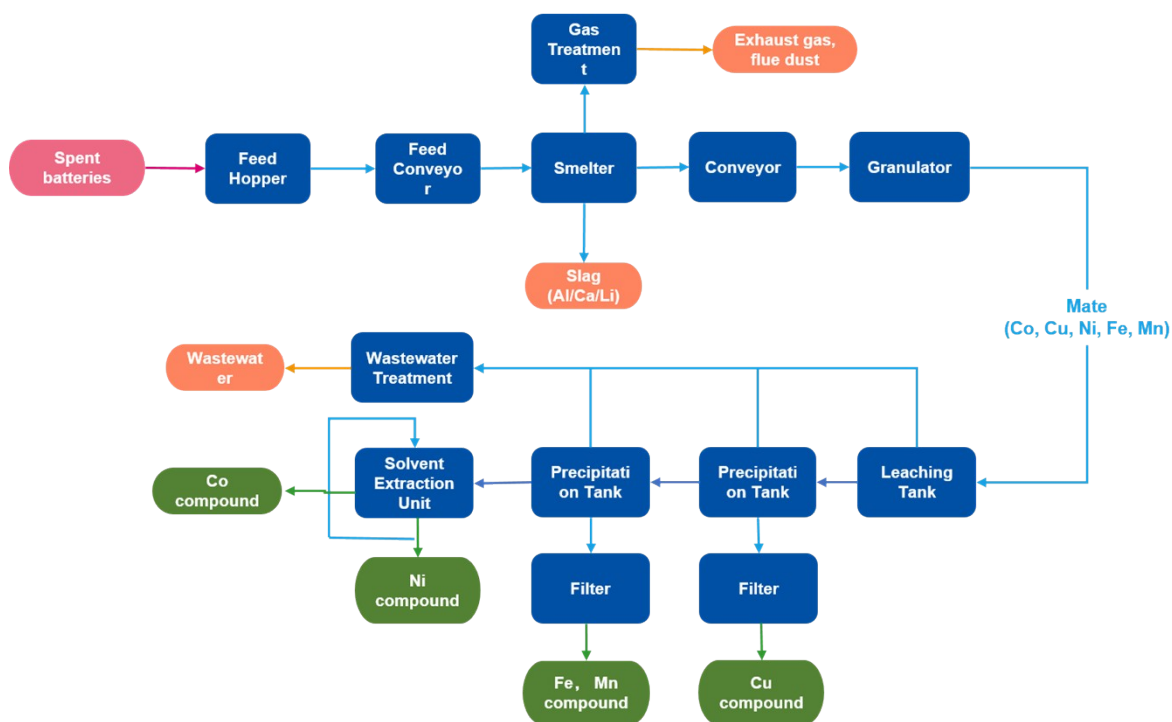 Gas
Treatmen
t
Exhaust gas,
flue dust
Spent
batteries
Feed
Hopper
Feed
Conveyo
r
Smelter
Conveyor
Granulator
Slag
(Al/Ca/Li)
Mate
(Co, Cu, Ni, Fe, Mn)
Wastewat
er
Wastewater
Treatment
Co
compound
Solvent
Extraction
Unit
Precipitati
on Tank
Precipitati
on Tank
Leaching
Tank
Ni
compound
Filter
Filter
Fe， Mn
compound
Cu
compound